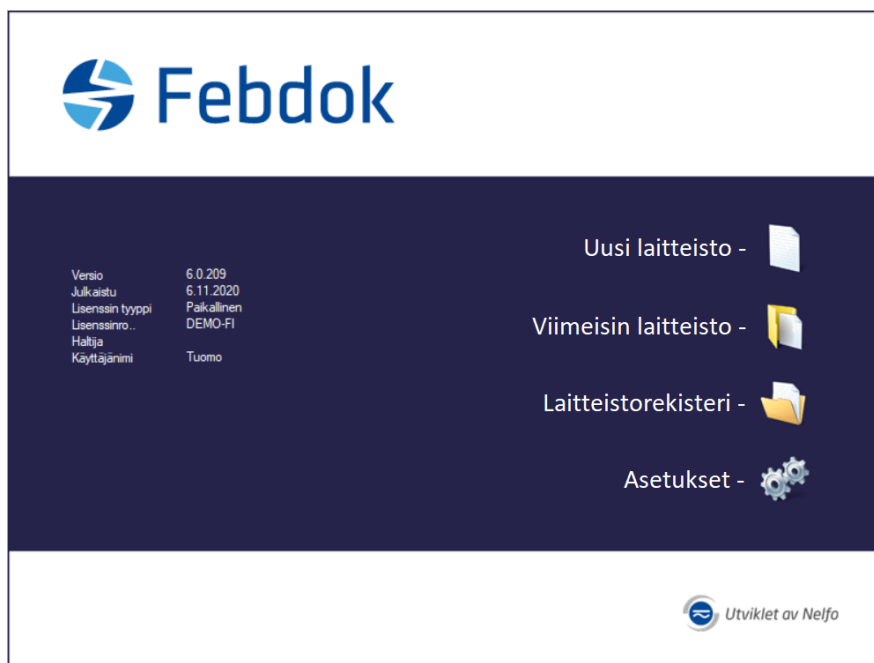 Febdok
Versio 6.0.209
Julkaistu 6.11.2020
Lisenssin tyyppi Paikallinen
Lisenssinro.. DEMO-FI
Haltija
Käyttäjänimi Tuomo
Uusi laitteisto -
Viimeisin laitteisto -
Laitteistorekisteri -
Asetukset -
Utviklet av Nelfo